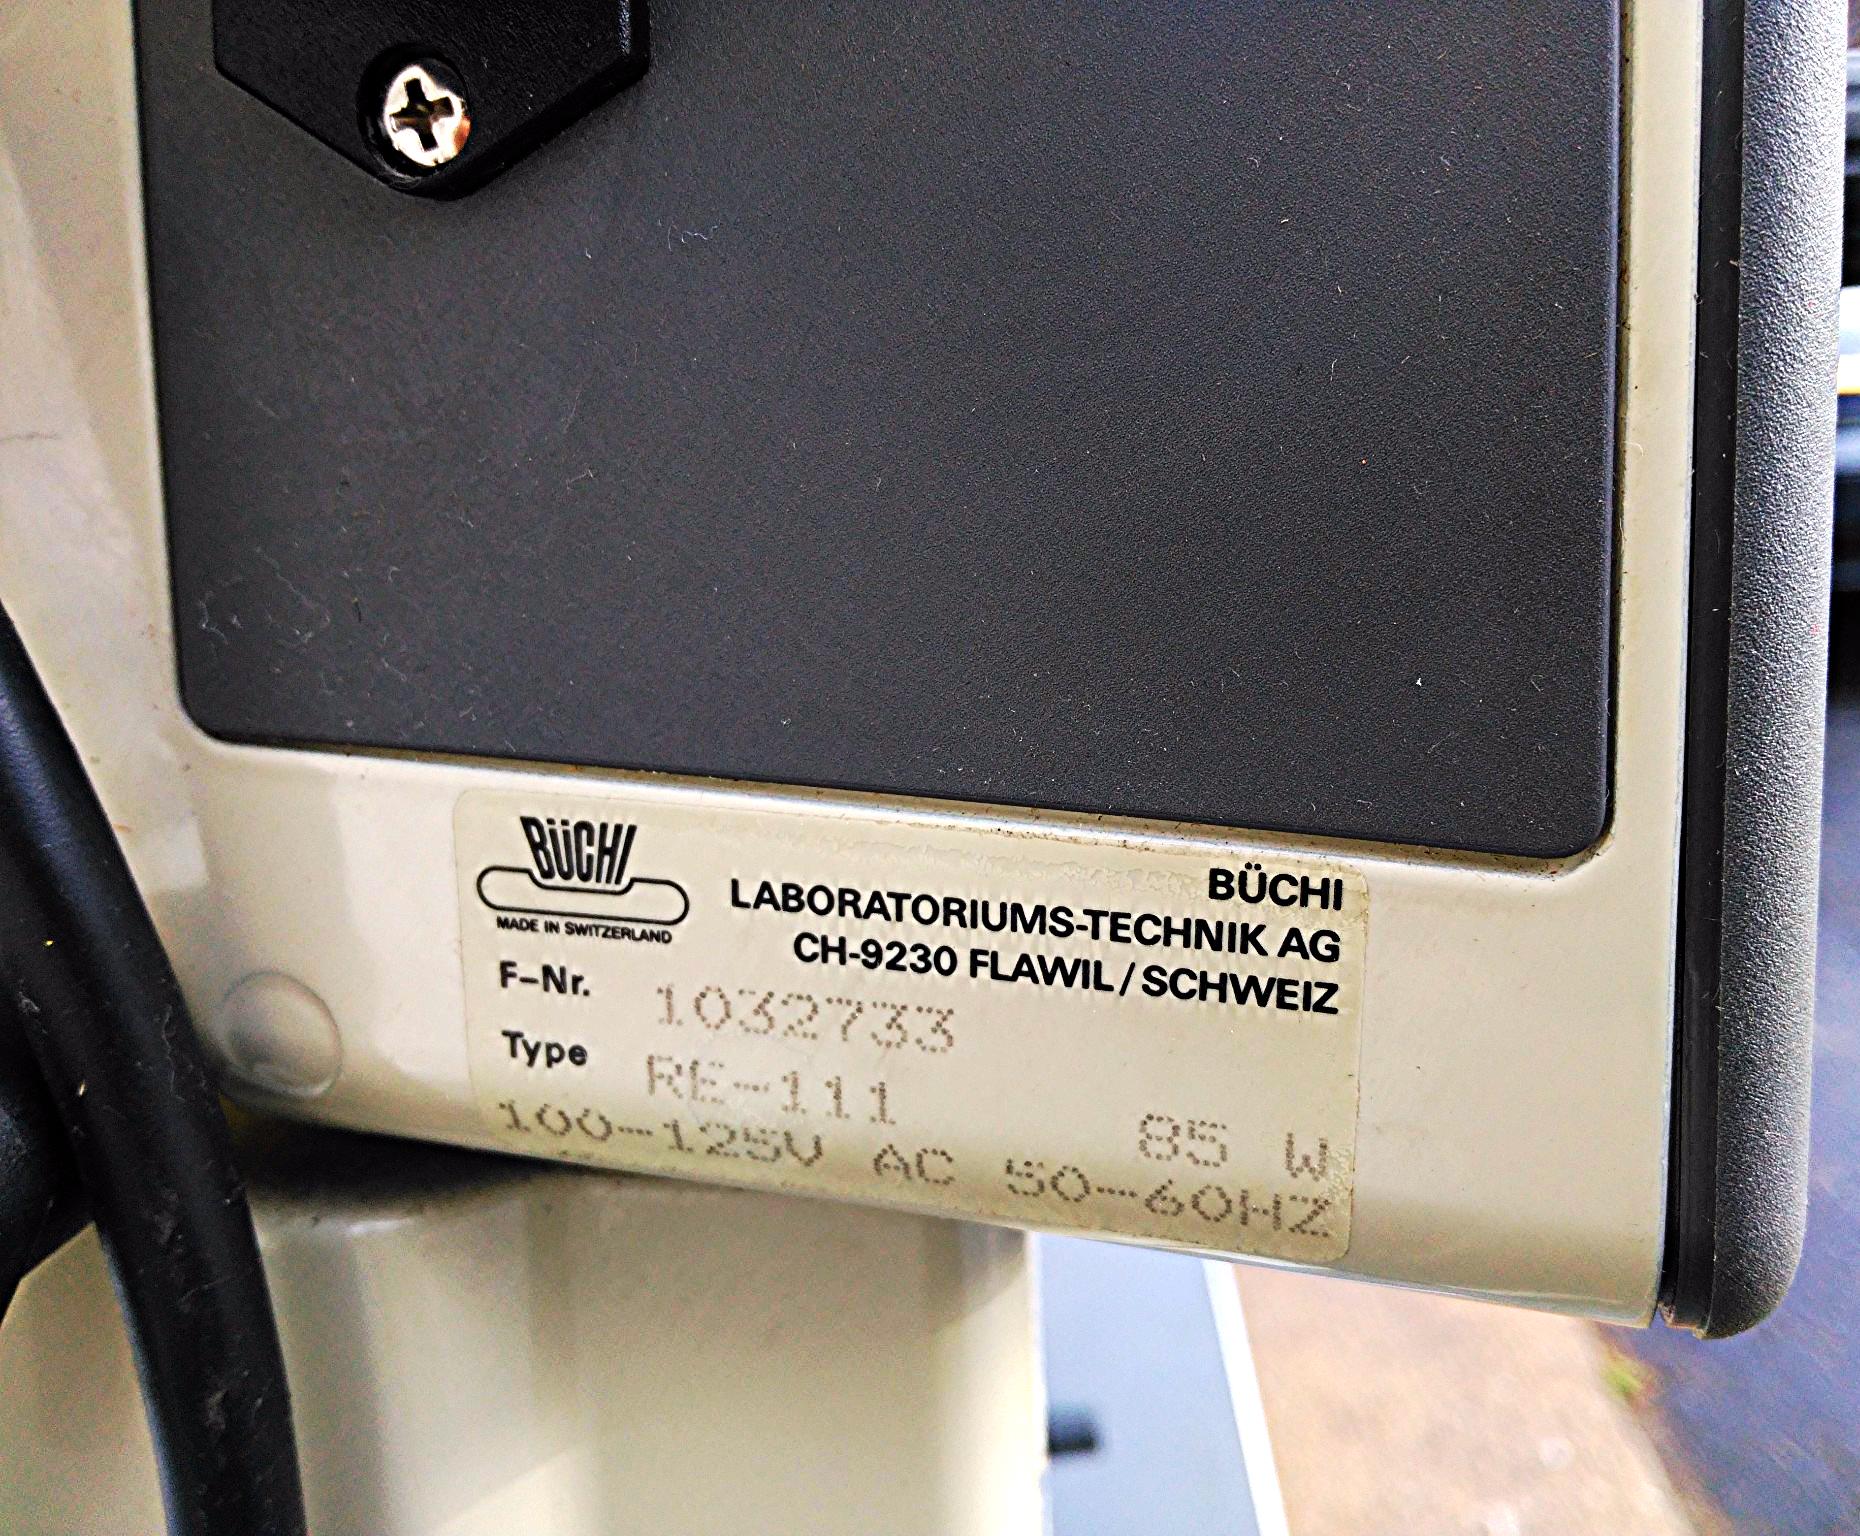 BÜCHI
MADE IN SWITZERLAND
BÜCHI
LABORATORIUMS-TECHNIK AG
CH-9230 FLAWIL/SCHWEIZ
F-Nr. 1032733
Type RE-111
85 W
100-125V AC 50-60HZ